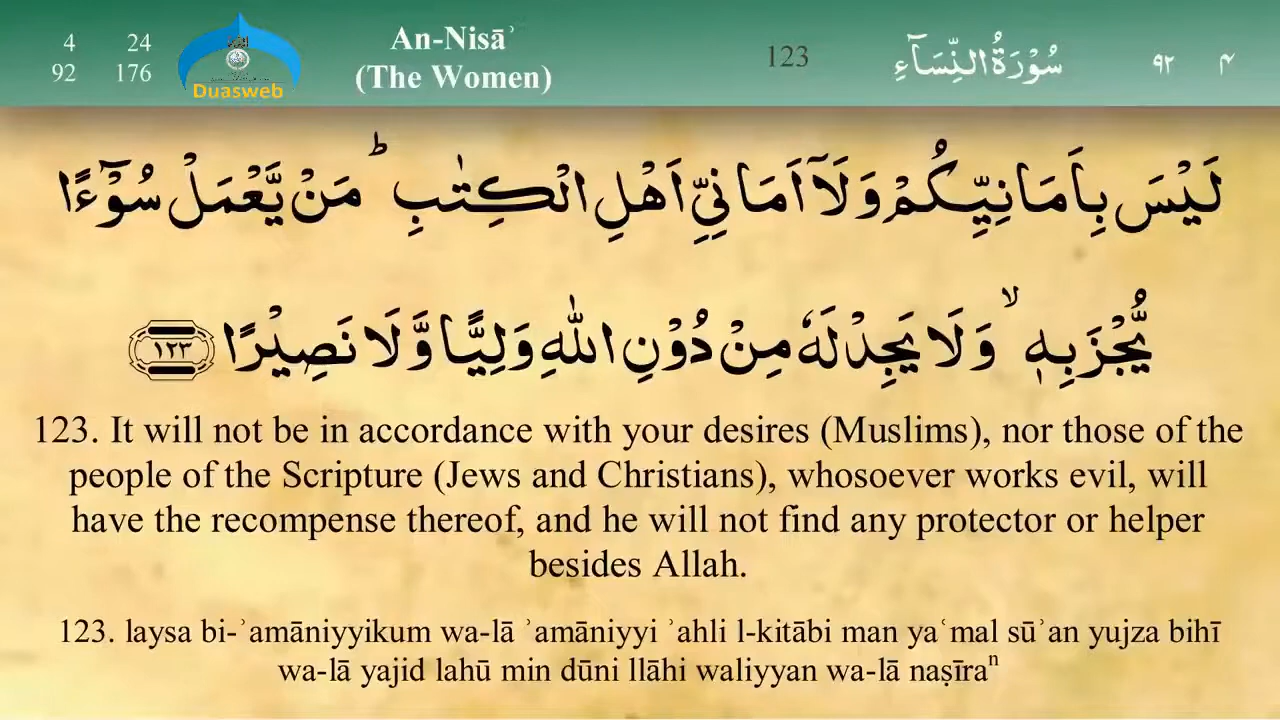 4 24
92 176
Duasweb
An-Nisāʾ
(The Women)
123
سُوْرَةُ النِّسَآءِ
٩٢ ٤
لَيْسَ بِاَمَانِيِّكُمْ وَلَاۤ اَمَانِيِّ اَهْلِ الْكِتٰبِ ؕ مَنْ يَّعْمَلْ سُوْٓءًا
يُّجْزَ بِهٖ ۙ وَلَا يَجِدْ لَهٗ مِنْ دُوْنِ اللّٰهِ وَلِيًّا وَّلَا نَصِيْرًا ١٢٣
123. It will not be in accordance with your desires (Muslims), nor those of the
people of the Scripture (Jews and Christians), whosoever works evil, will
have the recompense thereof, and he will not find any protector or helper
besides Allah.
123. laysa bi-ʾamāniyyikum wa-lā ʾamāniyyi ʾahli l-kitābi man yaʿmal sūʾan yujza bihī
wa-lā yajid lahū min dūni llāhi waliyyan wa-lā naṣīraⁿ